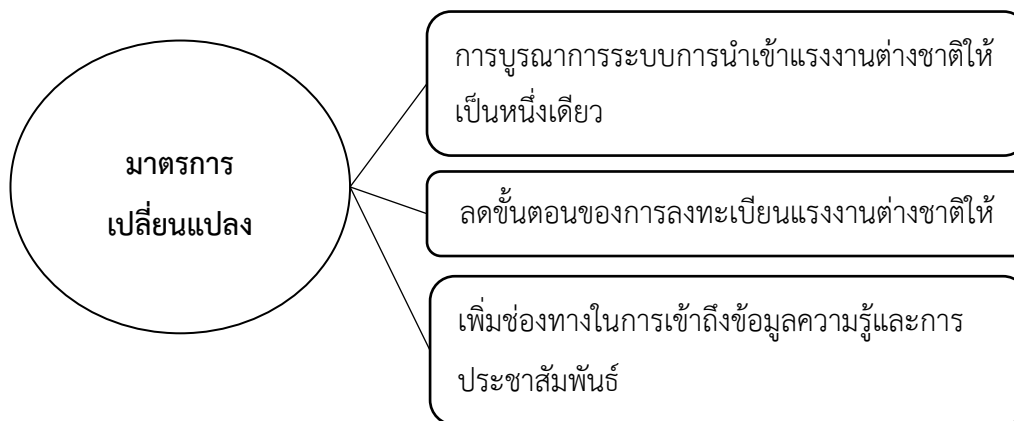 มาตรการ
เปลี่ยนแปลง
การบูรณาการระบบการนำเข้าแรงงานต่างชาติให้
เป็นหนึ่งเดียว
ลดขั้นตอนของการลงทะเบียนแรงงานต่างชาติให้
เพิ่มช่องทางในการเข้าถึงข้อมูลความรู้และการ
ประชาสัมพันธ์